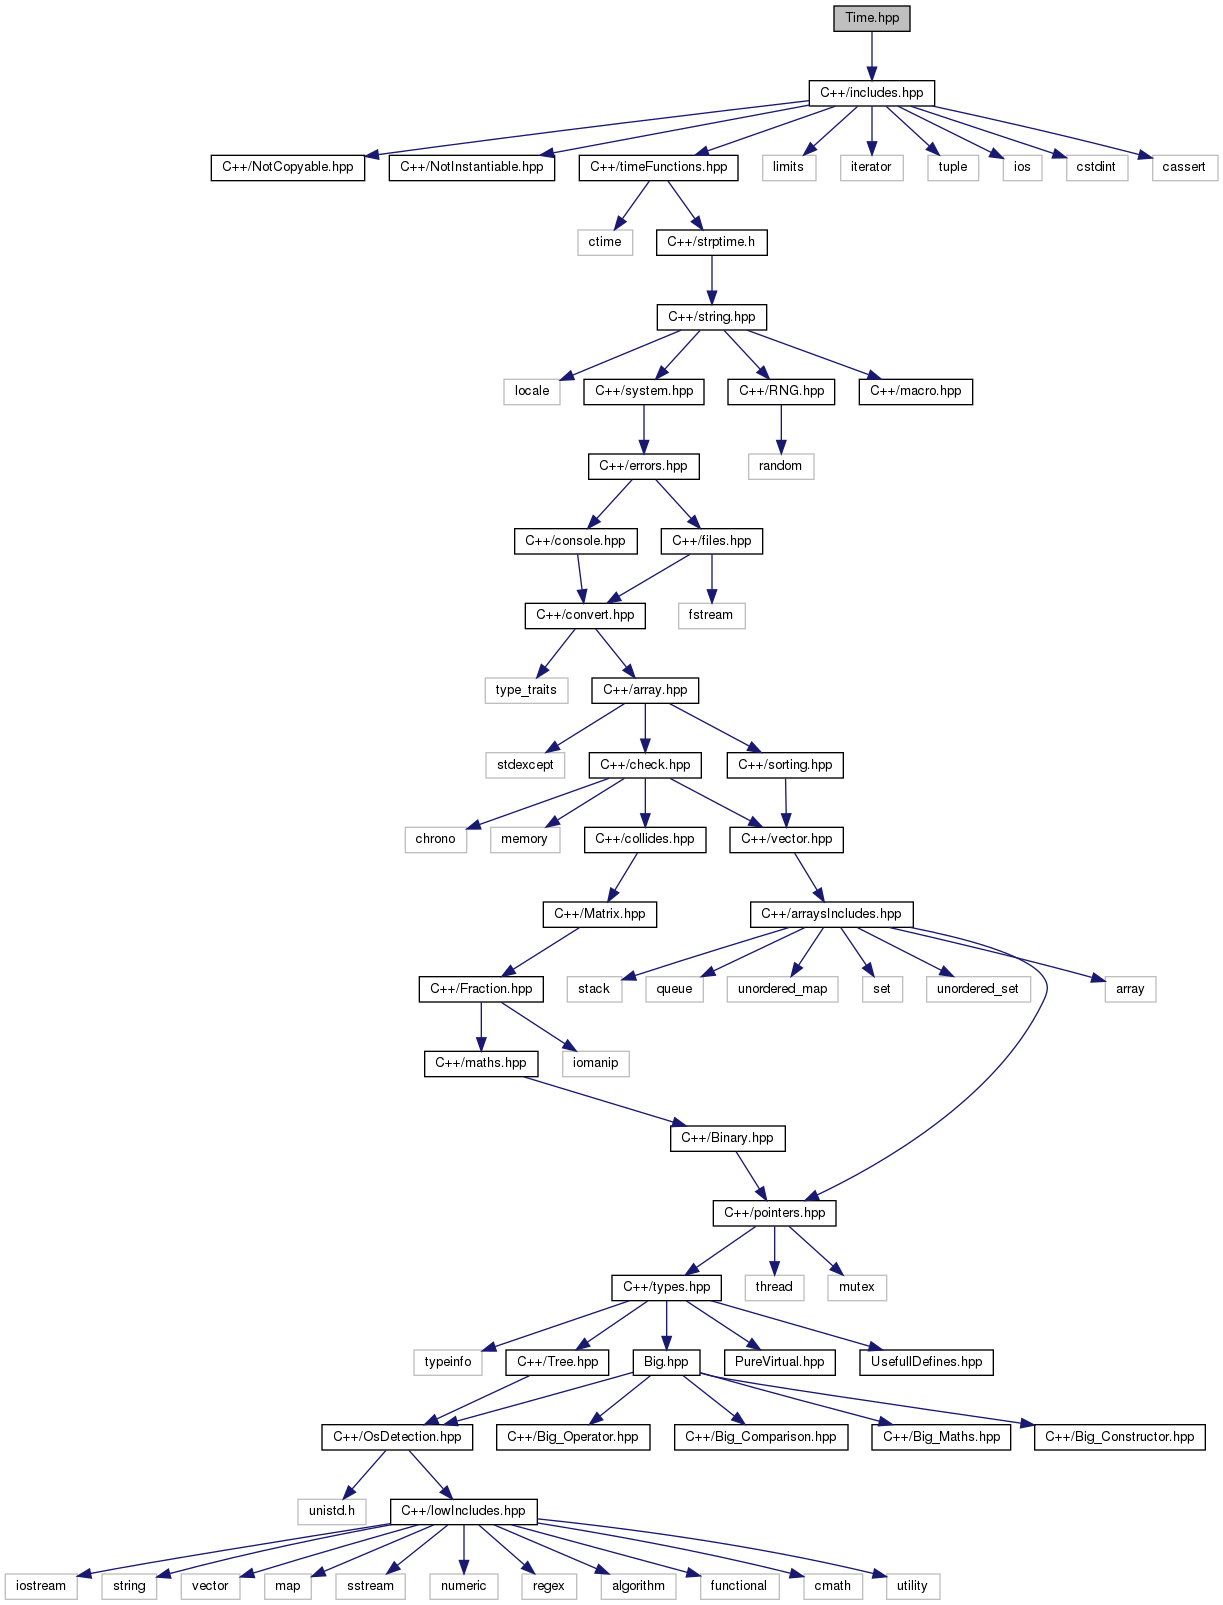 Time.hpp
C++/includes.hpp
C++/NotCopyable.hpp
C++/NotInstantiable.hpp
C++/timeFunctions.hpp
limits
iterator
tuple
ios
cstdint
cassert
ctime
C++/strptime.h
C++/string.hpp
locale
C++/system.hpp
C++/RNG.hpp
C++/macro.hpp
C++/errors.hpp
random
C++/console.hpp
C++/files.hpp
C++/convert.hpp
fstream
type_traits
C++/array.hpp
stdexcept
C++/check.hpp
C++/sorting.hpp
chrono
memory
C++/collides.hpp
C++/vector.hpp
C++/Matrix.hpp
C++/arraysIncludes.hpp
C++/Fraction.hpp
stack
queue
unordered_map
set
unordered_set
array
C++/maths.hpp
iomanip
C++/Binary.hpp
C++/pointers.hpp
C++/types.hpp
thread
mutex
typeinfo
C++/Tree.hpp
Big.hpp
PureVirtual.hpp
UsefullDefines.hpp
C++/OsDetection.hpp
C++/Big_Operator.hpp
C++/Big_Comparison.hpp
C++/Big_Maths.hpp
C++/Big_Constructor.hpp
unistd.h
C++/lowIncludes.hpp
iostream
string
vector
map
sstream
numeric
regex
algorithm
functional
cmath
utility